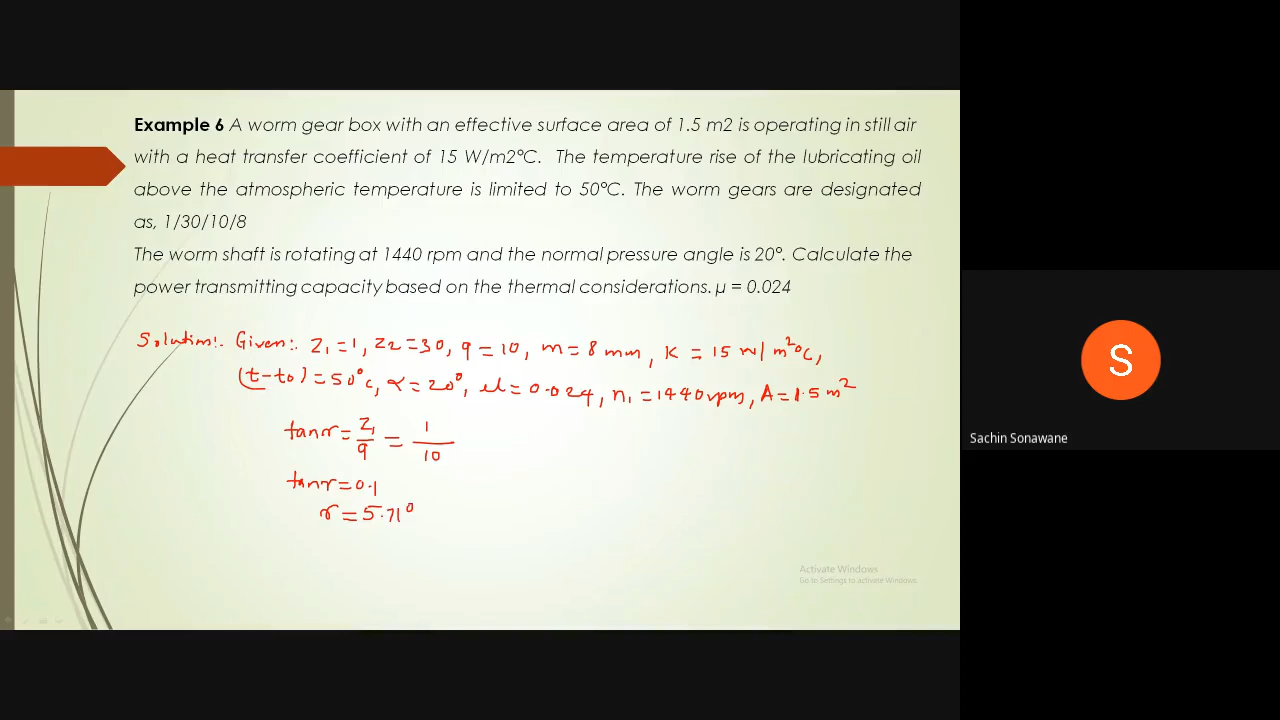 Example 6 A worm gear box with an effective surface area of 1.5 m2 is operating in still air
with a heat transfer coefficient of 15 W/m2°C. The temperature rise of the lubricating oil
above the atmospheric temperature is limited to 50°C. The worm gears are designated
as, 1/30/10/8
The worm shaft is rotating at 1440 rpm and the normal pressure angle is 20°. Calculate the
power transmitting capacity based on the thermal considerations. μ = 0.024
Solution:. Given:. Z1 = 1, Z2 = 30, q = 10, m = 8 mm, K = 15 W/m²°C,
(t-t0) = 50°C, α = 20°, μ = 0.024, n1 = 1440 rpm, A = 1.5 m²
tanγ = Z1/q = 1/10
tanγ = 0.1
γ = 5.71°
Activate Windows
Go to Settings to activate Windows.
S
Sachin Sonawane